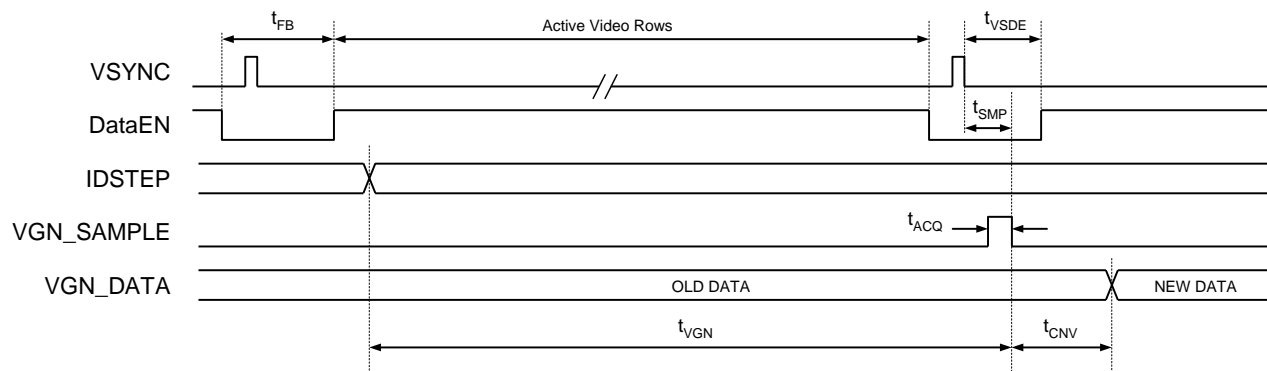 tFB
Active Video Rows
tVSDE
VSYNC
tSMP
DataEN
IDSTEP
VGN_SAMPLE
tACQ
VGN_DATA
OLD DATA
NEW DATA
tVGN
tCNV